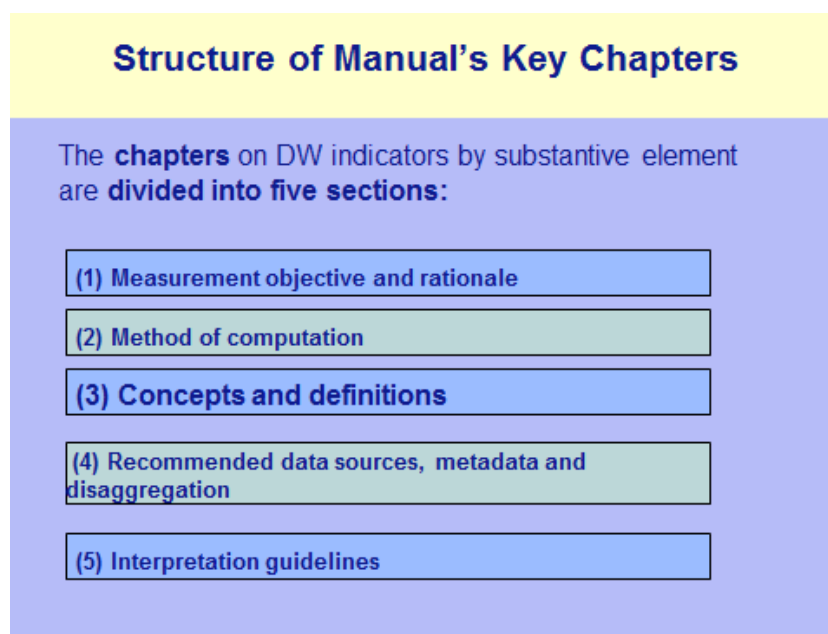 Structure of Manual's Key Chapters
The chapters on DW indicators by substantive element
are divided into five sections:
(1) Measurement objective and rationale
(2) Method of computation
(3) Concepts and definitions
(4) Recommended data sources, metadata and
disaggregation
(5) Interpretation guidelines